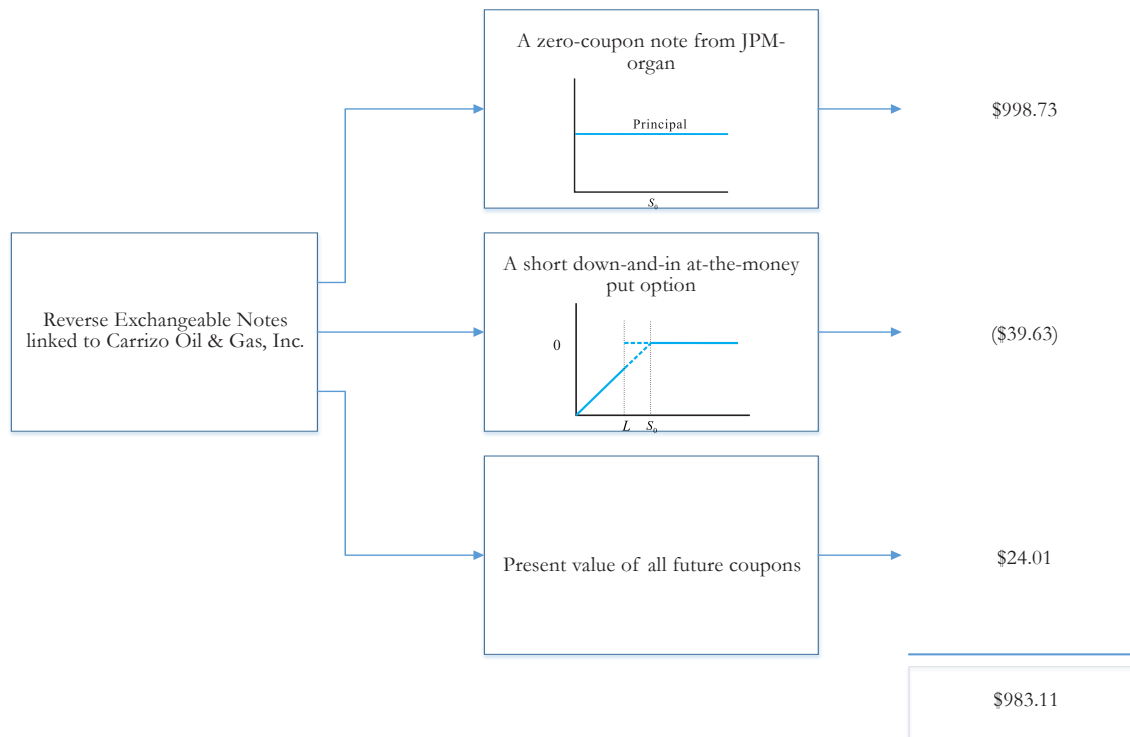 A zero-coupon note from JPM-
organ
Principal
S₀
$998.73
Reverse Exchangeable Notes
linked to Carrizo Oil & Gas, Inc.
A short down-and-in at-the-money
put option
0
L S₀
($39.63)
Present value of all future coupons
$24.01
$983.11